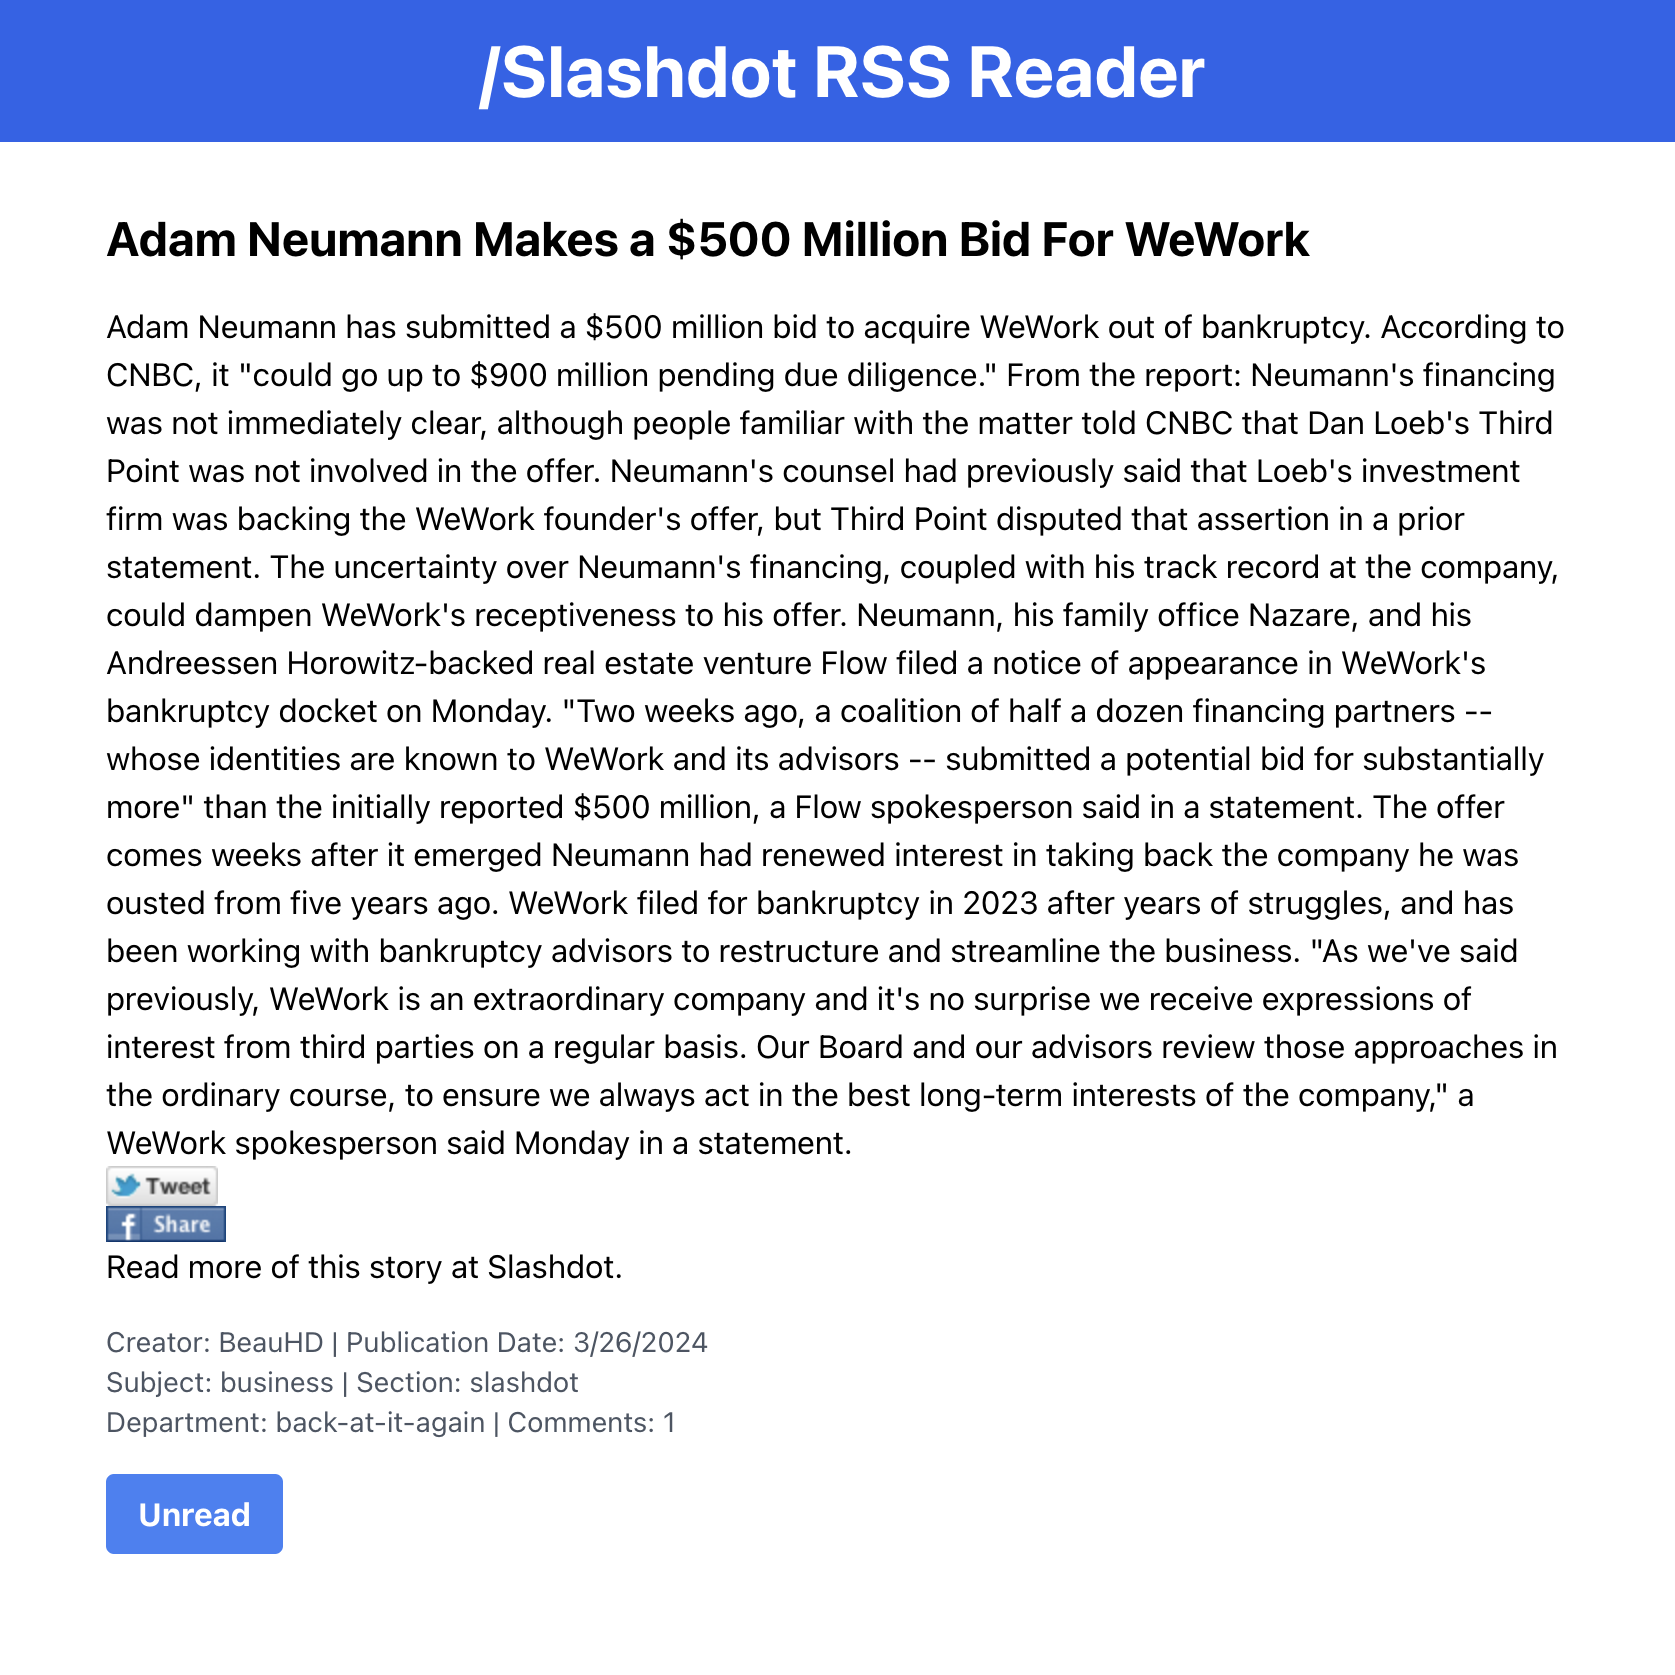 /Slashdot RSS Reader
Adam Neumann Makes a $500 Million Bid For WeWork
Adam Neumann has submitted a $500 million bid to acquire WeWork out of bankruptcy. According to
CNBC, it "could go up to $900 million pending due diligence." From the report: Neumann's financing
was not immediately clear, although people familiar with the matter told CNBC that Dan Loeb's Third
Point was not involved in the offer. Neumann's counsel had previously said that Loeb's investment
firm was backing the WeWork founder's offer, but Third Point disputed that assertion in a prior
statement. The uncertainty over Neumann's financing, coupled with his track record at the company,
could dampen WeWork's receptiveness to his offer. Neumann, his family office Nazare, and his
Andreessen Horowitz-backed real estate venture Flow filed a notice of appearance in WeWork's
bankruptcy docket on Monday. "Two weeks ago, a coalition of half a dozen financing partners --
whose identities are known to WeWork and its advisors -- submitted a potential bid for substantially
more" than the initially reported $500 million, a Flow spokesperson said in a statement. The offer
comes weeks after it emerged Neumann had renewed interest in taking back the company he was
ousted from five years ago. WeWork filed for bankruptcy in 2023 after years of struggles, and has
been working with bankruptcy advisors to restructure and streamline the business. "As we've said
previously, WeWork is an extraordinary company and it's no surprise we receive expressions of
interest from third parties on a regular basis. Our Board and our advisors review those approaches in
the ordinary course, to ensure we always act in the best long-term interests of the company," a
WeWork spokesperson said Monday in a statement.
Tweet
f Share
Read more of this story at Slashdot.
Creator: BeauHD | Publication Date: 3/26/2024
Subject: business | Section: slashdot
Department: back-at-it-again | Comments: 1
Unread